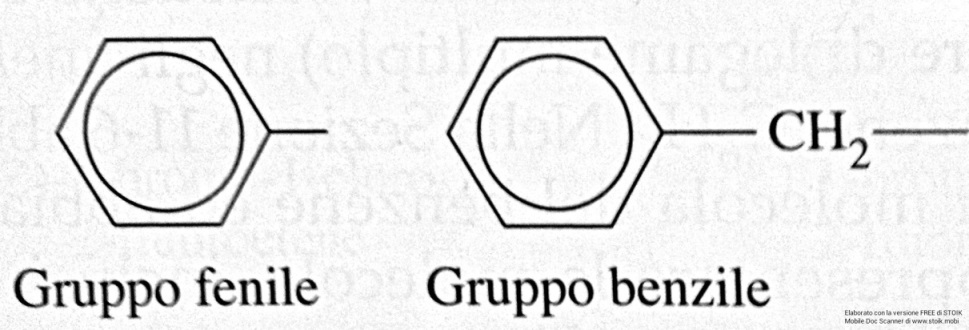 CH₂
Gruppo fenile
Gruppo benzile
Elaborato con la versione FREE di STOIK
Mobile Doc Scanner di www.stoik.mobi